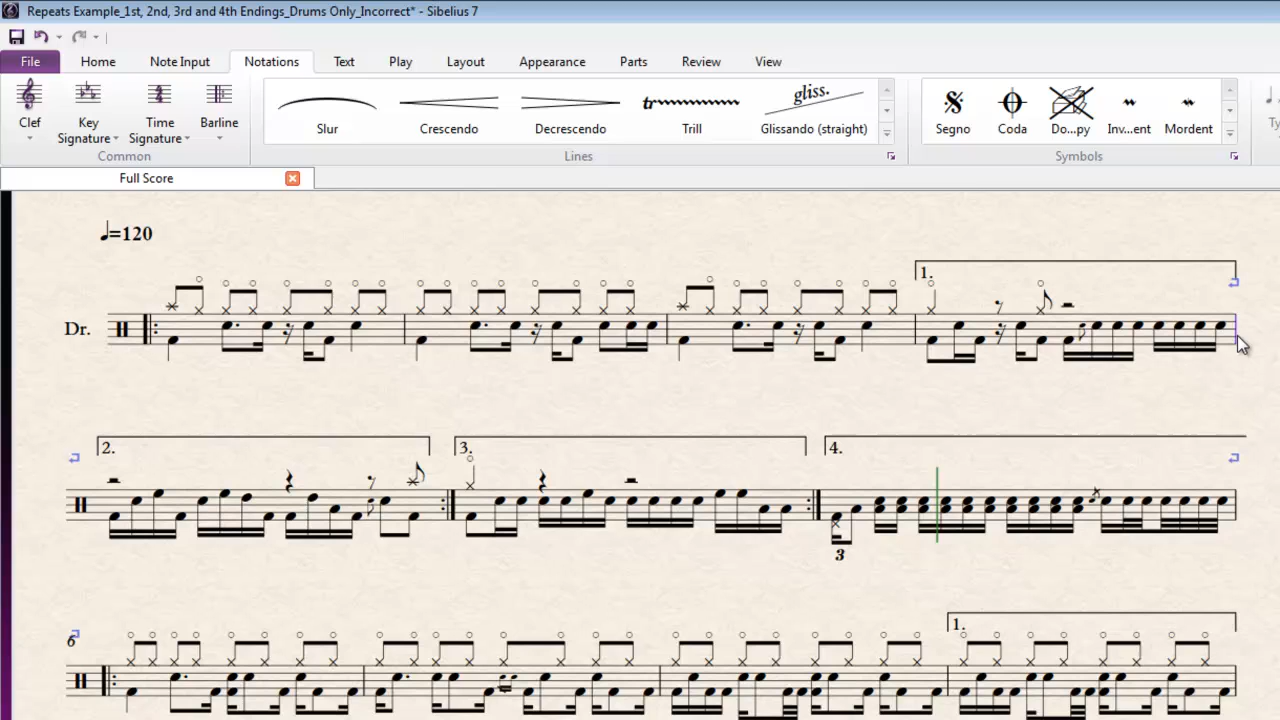 Repeats Example_1st, 2nd, 3rd and 4th Endings_Drums Only_Incorrect* - Sibelius 7
File Home Note Input Notations Text Play Layout Appearance Parts Review View
Clef Key Signature Time Signature Barline
Slur Crescendo Decrescendo Trill gliss. Glissando (straight)
tr
Segno Coda Do...py Inv...ent Mordent
Common Lines Symbols
Full Score
=120
1.
Dr.
2. 3. 4.
3
6 1.